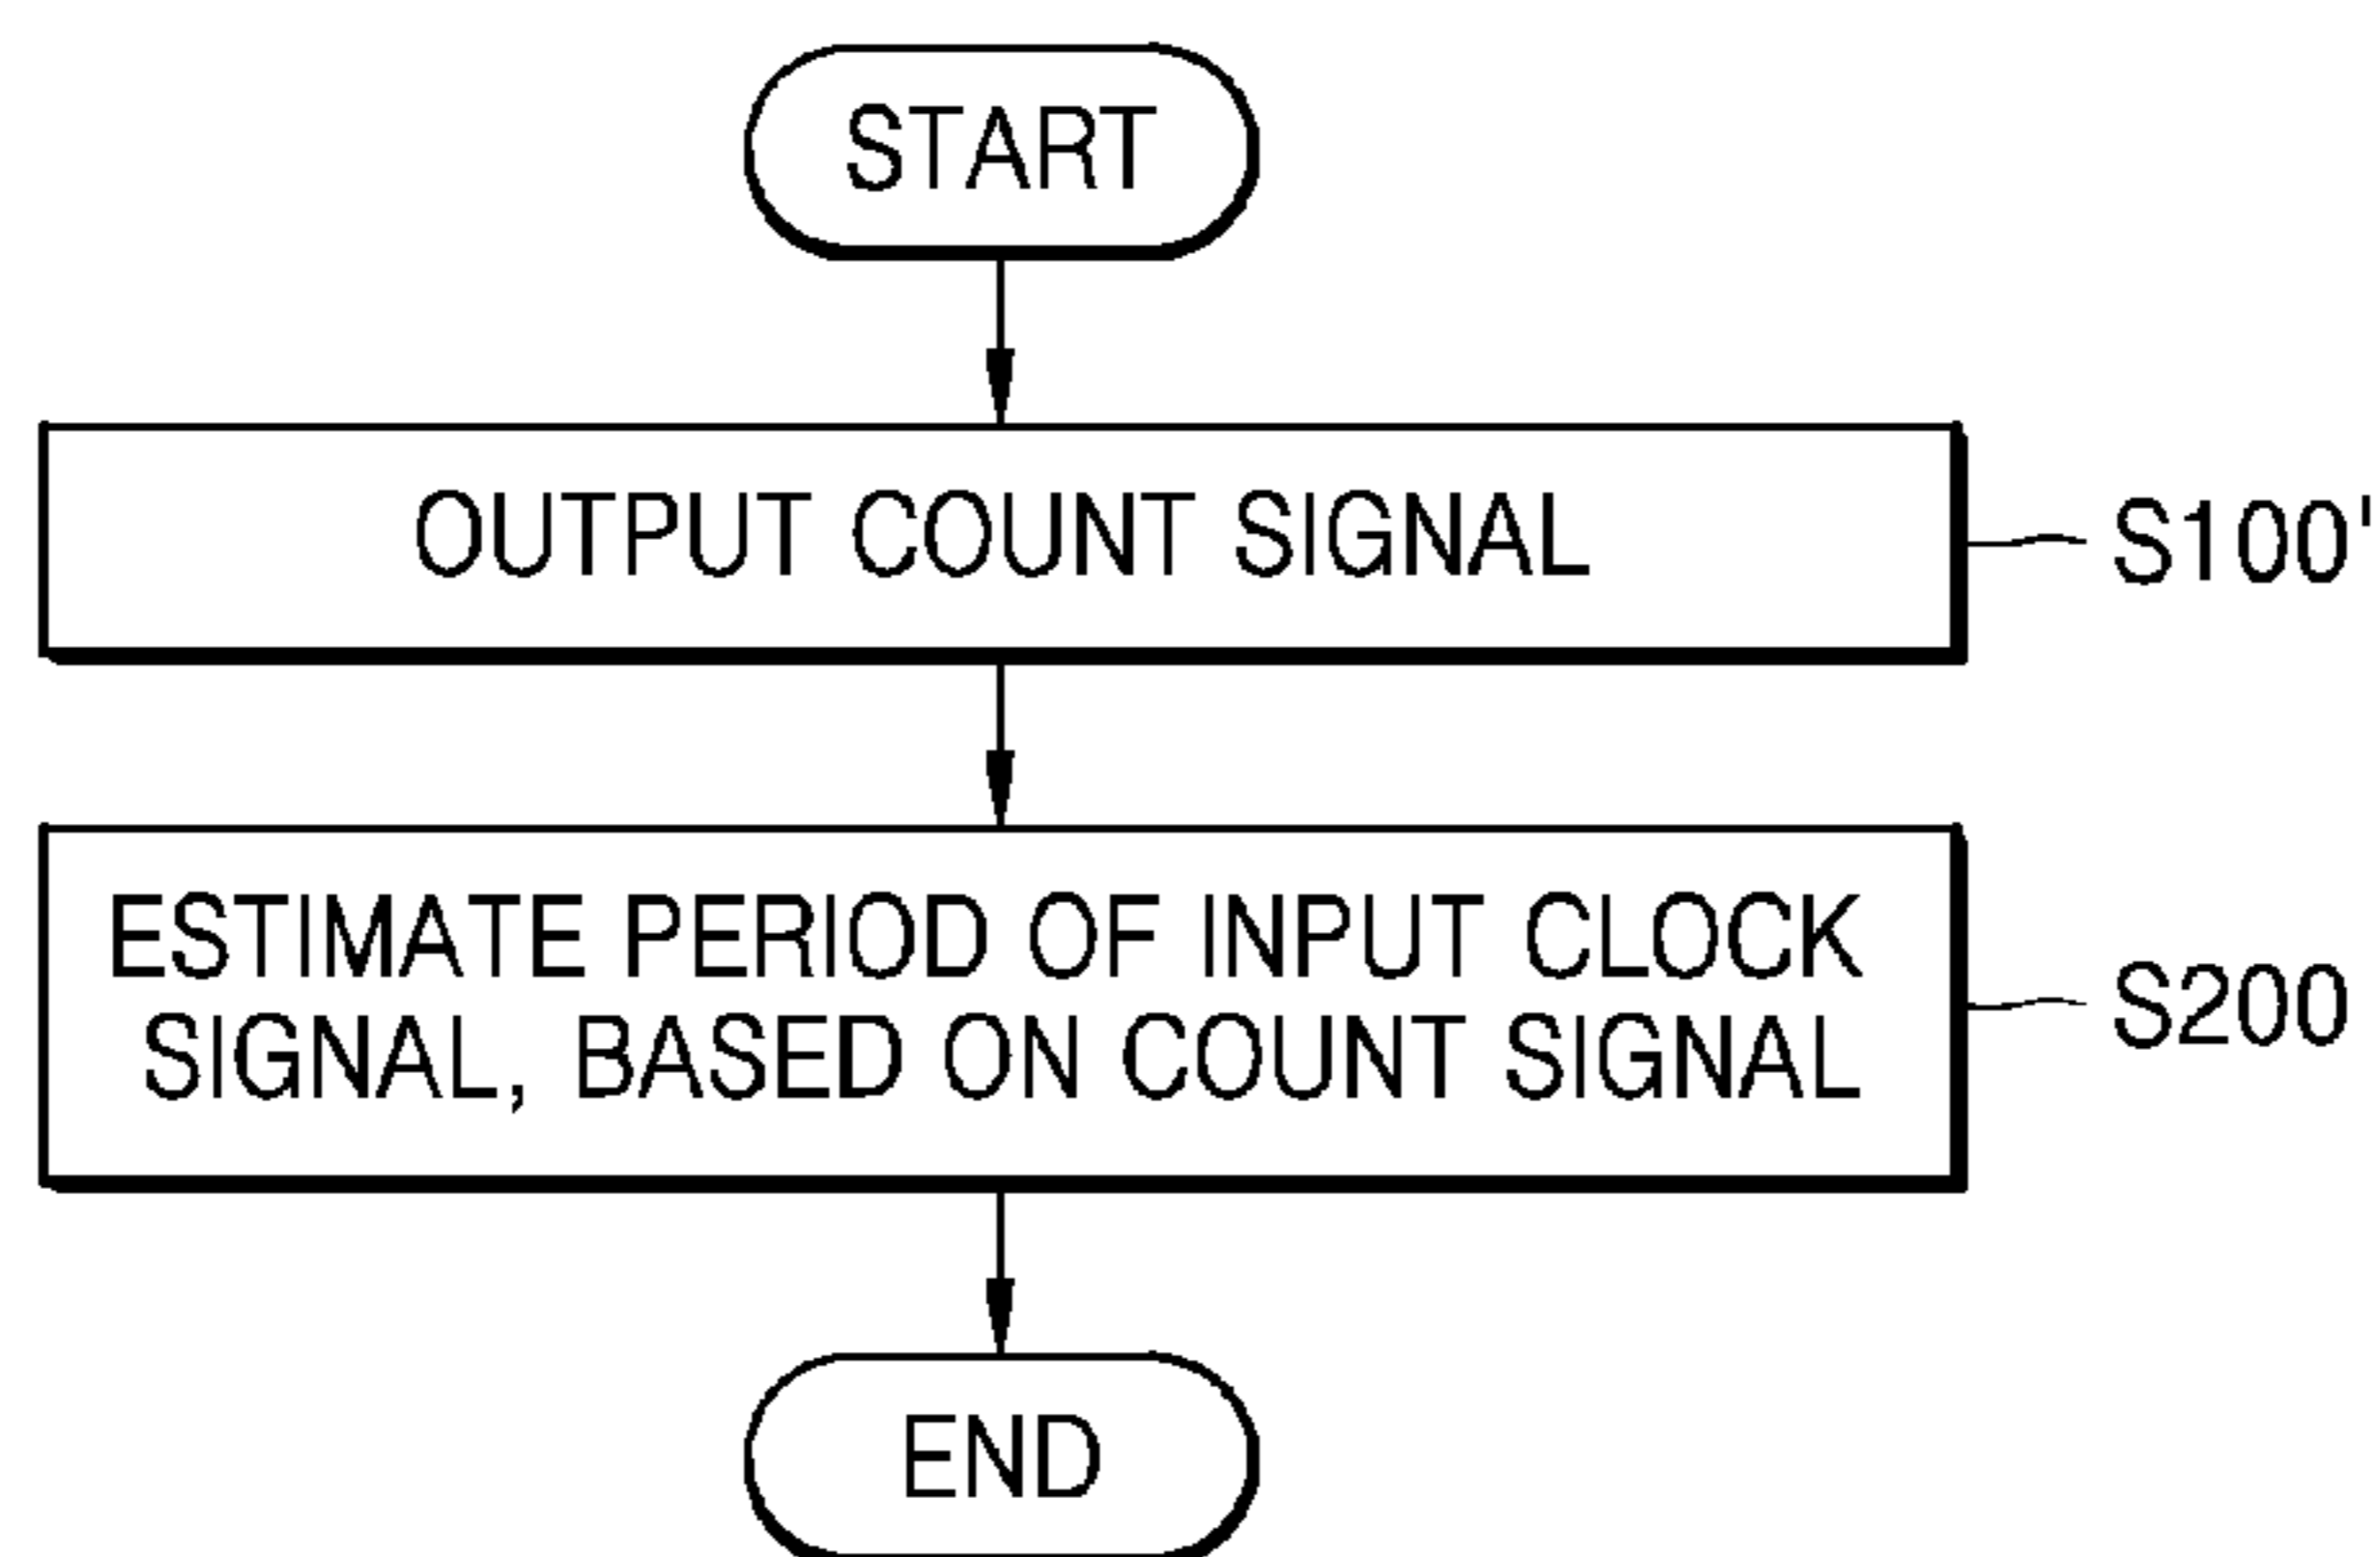 START
OUTPUT COUNT SIGNAL
S100'
ESTIMATE PERIOD OF INPUT CLOCK
SIGNAL, BASED ON COUNT SIGNAL
S200
END